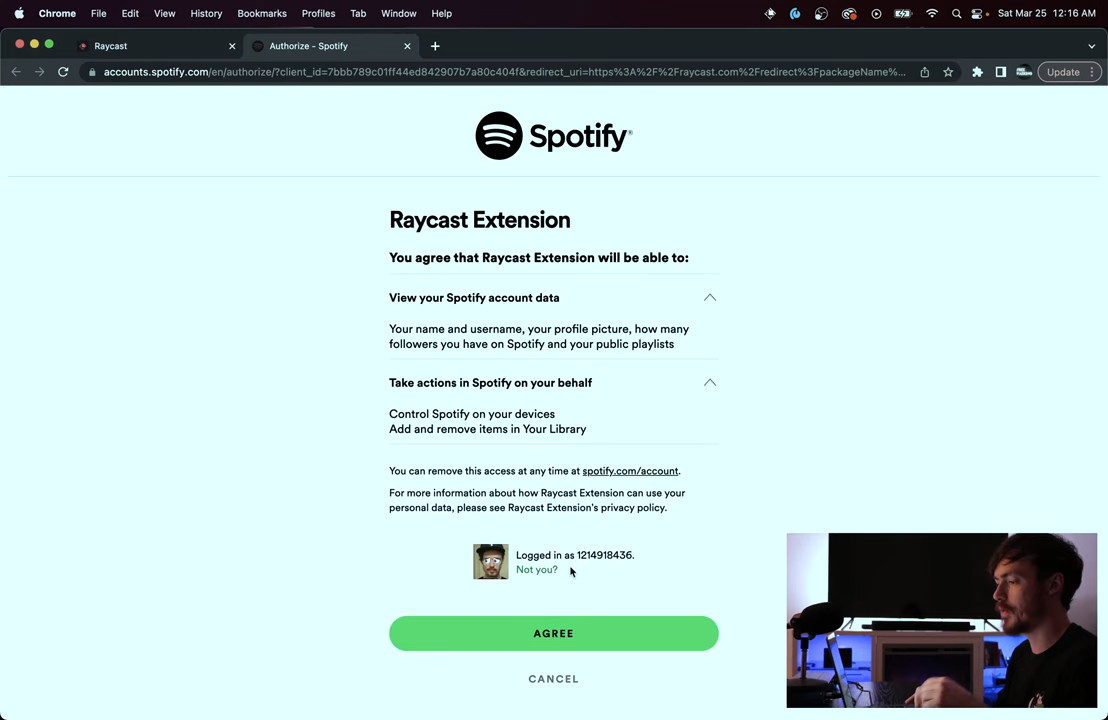 Chrome File Edit View History Bookmarks Profiles Tab Window Help Sat Mar 25 12:16 AM
Raycast Authorize - Spotify
accounts.spotify.com/en/authorize/?client_id=7bbb789c01ff44ed842907b7a80c404f&redirect_uri=https%3A%2F%2Fraycast.com%2Fredirect%3FpackageName%... Update
Spotify®
Raycast Extension
You agree that Raycast Extension will be able to:
View your Spotify account data
Your name and username, your profile picture, how many
followers you have on Spotify and your public playlists
Take actions in Spotify on your behalf
Control Spotify on your devices
Add and remove items in Your Library
You can remove this access at any time at spotify.com/account.
For more information about how Raycast Extension can use your
personal data, please see Raycast Extension's privacy policy.
Logged in as 1214918436.
Not you?
AGREE
CANCEL